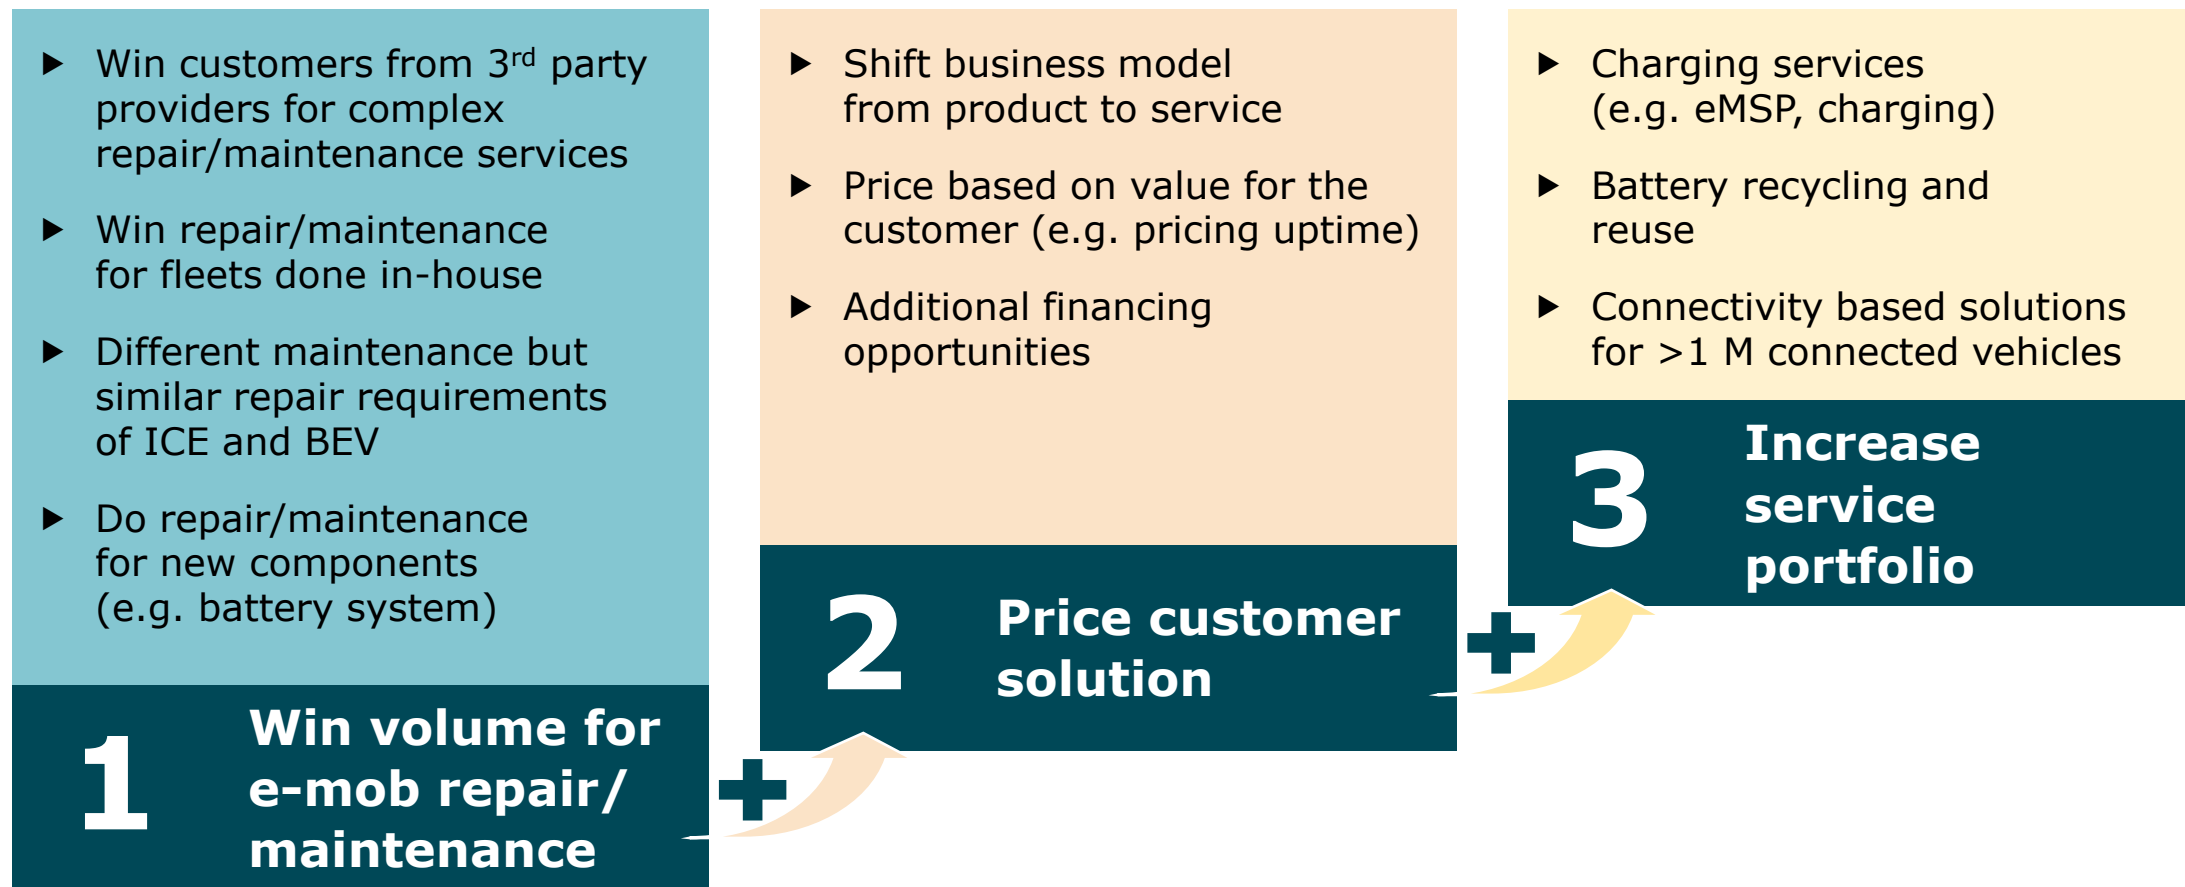 ▶ Win customers from 3rd party
providers for complex
repair/maintenance services
▶ Win repair/maintenance
for fleets done in-house
▶ Different maintenance but
similar repair requirements
of ICE and BEV
▶ Do repair/maintenance
for new components
(e.g. battery system)
1
Win volume for
e-mob repair/
maintenance
+
▶ Shift business model
from product to service
▶ Price based on value for the
customer (e.g. pricing uptime)
▶ Additional financing
opportunities
2
Price customer
solution
+
▶ Charging services
(e.g. eMSP, charging)
▶ Battery recycling and
reuse
▶ Connectivity based solutions
for >1 M connected vehicles
3
Increase
service
portfolio